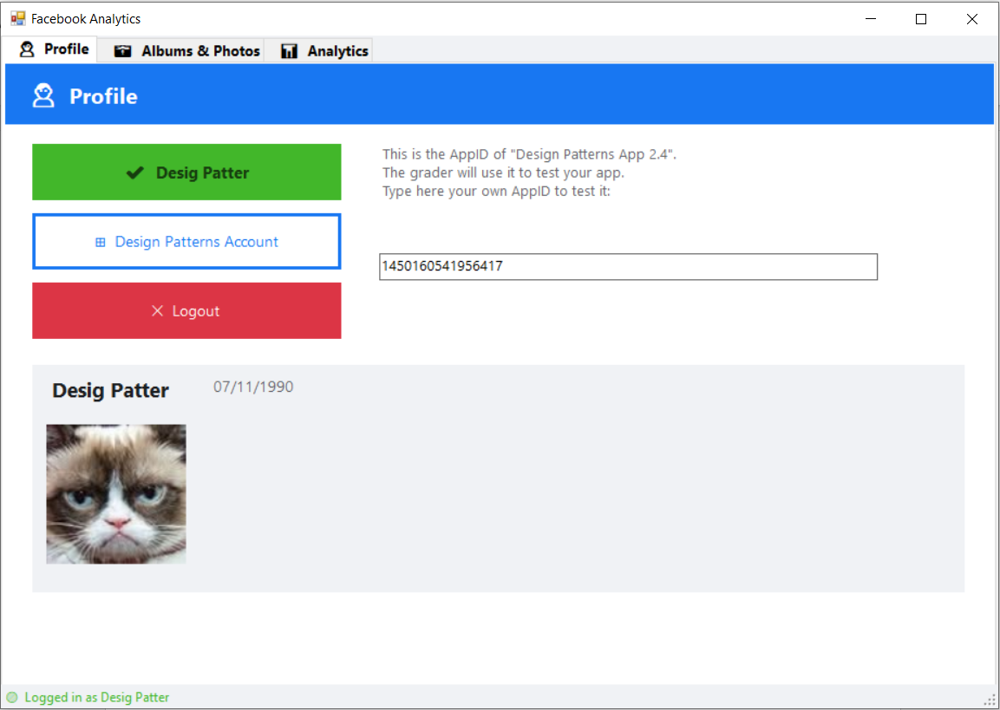 Facebook Analytics
Profile
Albums & Photos
Analytics
Profile
Desig Patter
This is the AppID of "Design Patterns App 2.4".
The grader will use it to test your app.
Type here your own AppID to test it:
Design Patterns Account
1450160541956417
Logout
Desig Patter
07/11/1990
Logged in as Desig Patter